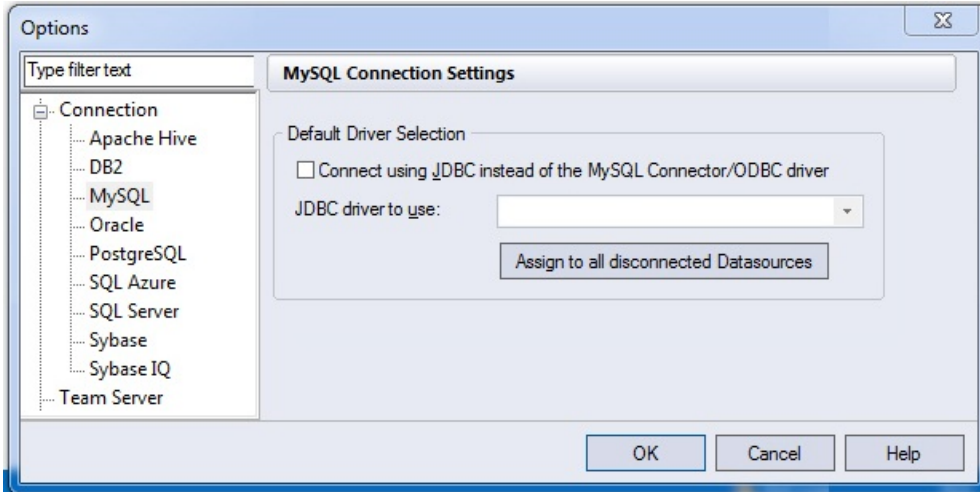 Options
Type filter text
Connection
Apache Hive
DB2
MySQL
Oracle
PostgreSQL
SQL Azure
SQL Server
Sybase
Sybase IQ
Team Server
MySQL Connection Settings
Default Driver Selection
Connect using JDBC instead of the MySQL Connector/ODBC driver
JDBC driver to use:
Assign to all disconnected Datasources
OK
Cancel
Help